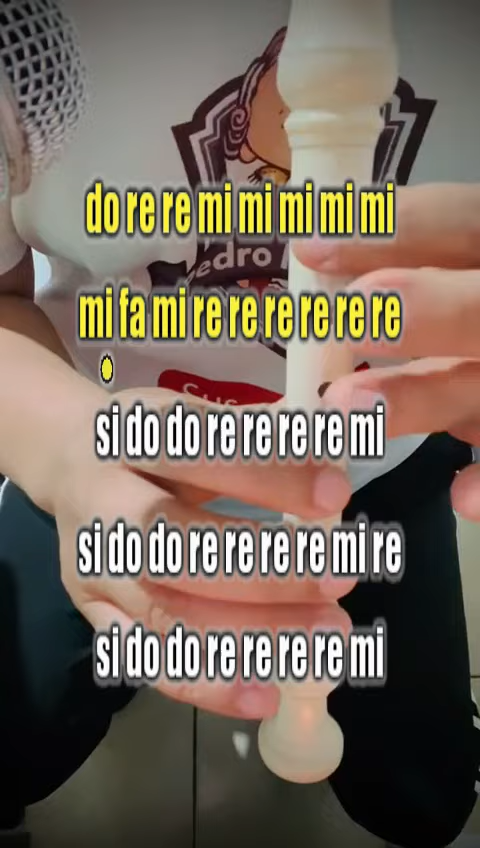 do re re mi mi mi mi mi
edro
mi fa mi re re re re re re
si do do re re re re mi
si do do re re re re mi re
si do do re re re re mi